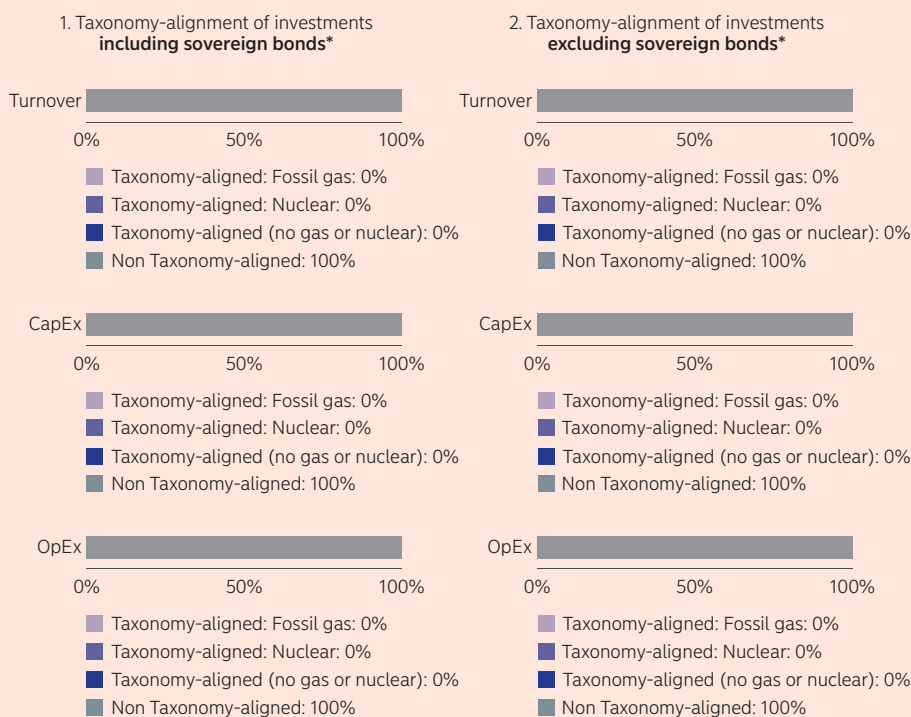 1. Taxonomy-alignment of investments
including sovereign bonds*
Turnover
0% 50% 100%
Taxonomy-aligned: Fossil gas: 0%
Taxonomy-aligned: Nuclear: 0%
Taxonomy-aligned (no gas or nuclear): 0%
Non Taxonomy-aligned: 100%
CapEx
0% 50% 100%
Taxonomy-aligned: Fossil gas: 0%
Taxonomy-aligned: Nuclear: 0%
Taxonomy-aligned (no gas or nuclear): 0%
Non Taxonomy-aligned: 100%
OpEx
0% 50% 100%
Taxonomy-aligned: Fossil gas: 0%
Taxonomy-aligned: Nuclear: 0%
Taxonomy-aligned (no gas or nuclear): 0%
Non Taxonomy-aligned: 100%
2. Taxonomy-alignment of investments
excluding sovereign bonds*
Turnover
0% 50% 100%
Taxonomy-aligned: Fossil gas: 0%
Taxonomy-aligned: Nuclear: 0%
Taxonomy-aligned (no gas or nuclear): 0%
Non Taxonomy-aligned: 100%
CapEx
0% 50% 100%
Taxonomy-aligned: Fossil gas: 0%
Taxonomy-aligned: Nuclear: 0%
Taxonomy-aligned (no gas or nuclear): 0%
Non Taxonomy-aligned: 100%
OpEx
0% 50% 100%
Taxonomy-aligned: Fossil gas: 0%
Taxonomy-aligned: Nuclear: 0%
Taxonomy-aligned (no gas or nuclear): 0%
Non Taxonomy-aligned: 100%